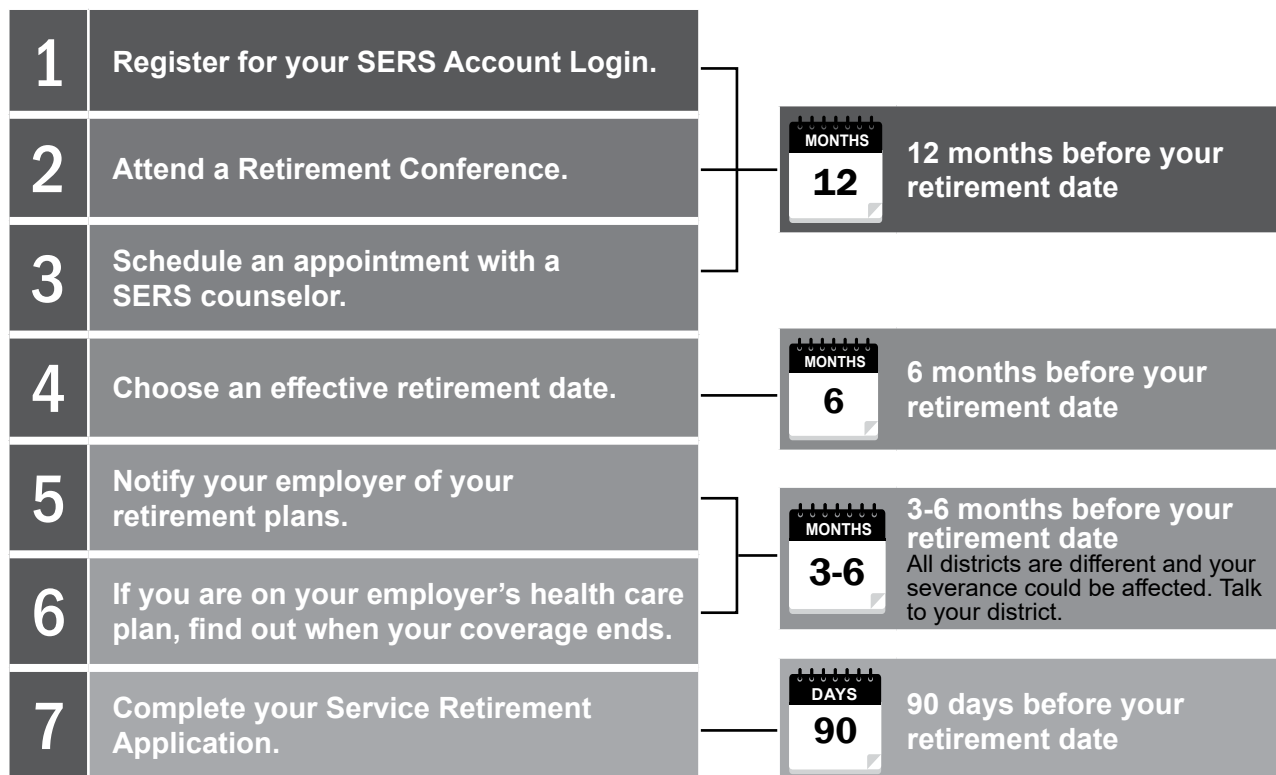 1
Register for your SERS Account Login.
2
Attend a Retirement Conference.
3
Schedule an appointment with a
SERS counselor.
MONTHS
12
12 months before your
retirement date
4
Choose an effective retirement date.
MONTHS
6
6 months before your
retirement date
5
Notify your employer of your
retirement plans.
6
If you are on your employer's health care
plan, find out when your coverage ends.
MONTHS
3-6
3-6 months before your
retirement date
All districts are different and your
severance could be affected. Talk
to your district.
7
Complete your Service Retirement
Application.
DAYS
90
90 days before your
retirement date